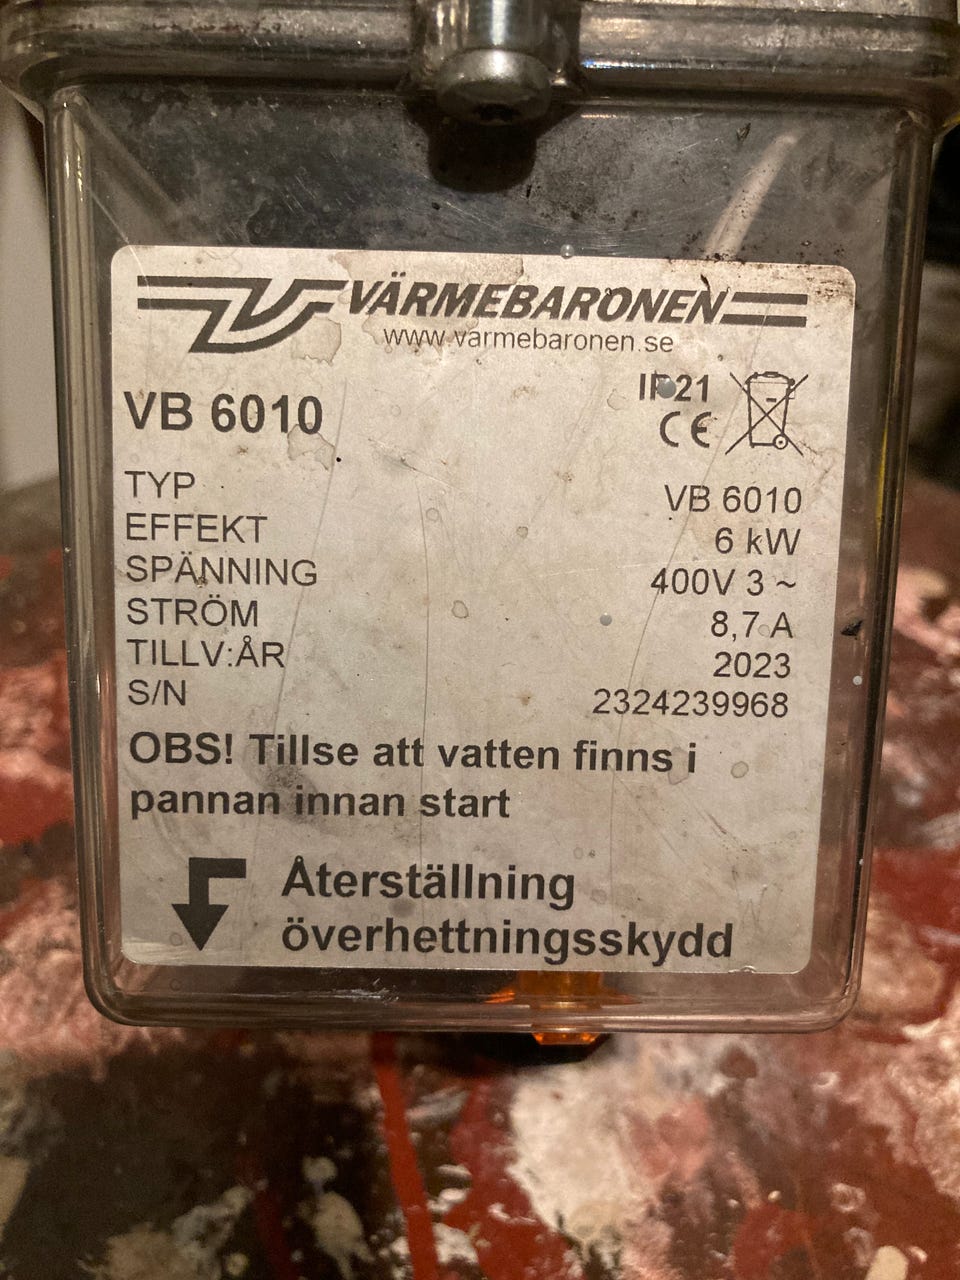 VÄRMEBARONEN
www.varmebaronen.se
IP21
CE
VB 6010
TYP VB 6010
EFFEKT 6 kW
SPÄNNING 400V 3 ~
STRÖM 8,7 A
TILLV:ÅR 2023
S/N 2324239968
OBS! Tillse att vatten finns i
pannan innan start
Återställning
överhettningsskydd